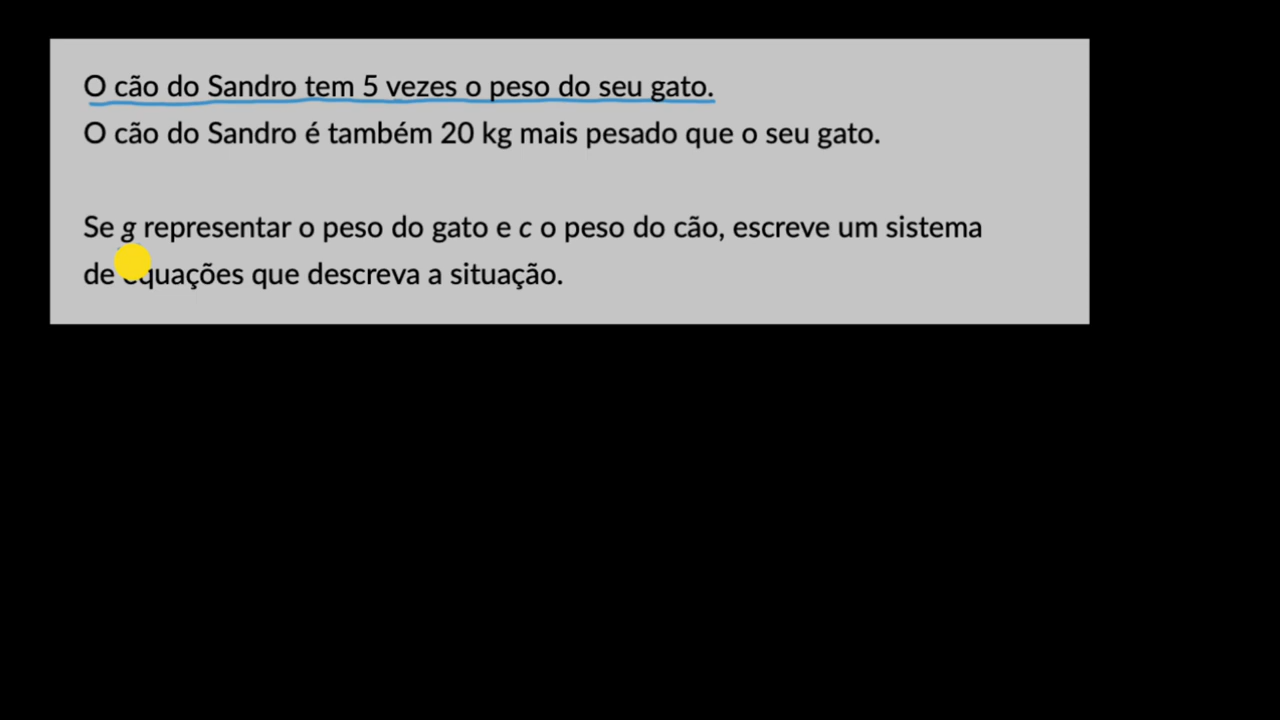 O cão do Sandro tem 5 vezes o peso do seu gato.
O cão do Sandro é também 20 kg mais pesado que o seu gato.
Se g representar o peso do gato e c o peso do cão, escreve um sistema
de equações que descreva a situação.